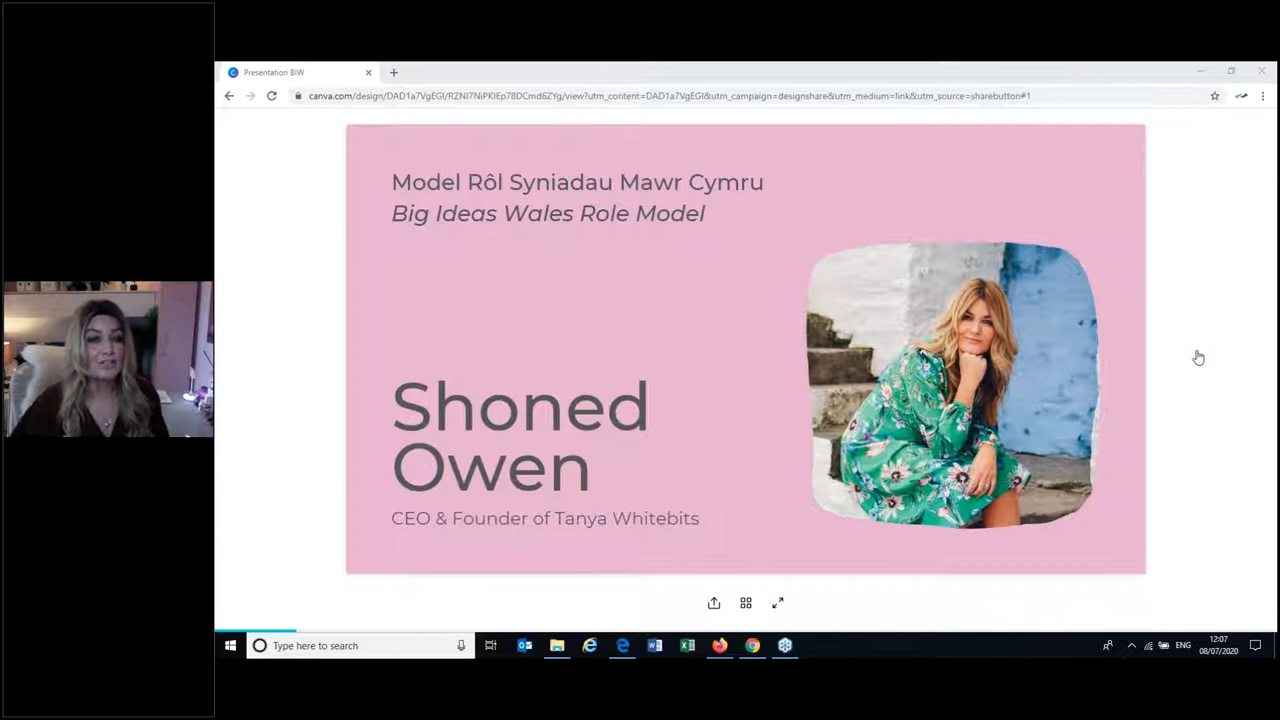 Presentation BIW
canva.com/design/DAD1a7VgEGI/RZNI7NiPKIEp78DCmd6ZYg/view?utm_content=DAD1a7VgEGI&utm_campaign=designshare&utm_medium=link&utm_source=sharebutton#1
Model Rôl Syniadau Mawr Cymru
Big Ideas Wales Role Model
Shoned
Owen
CEO & Founder of Tanya Whitebits
Type here to search
ENG
12:07
08/07/2020